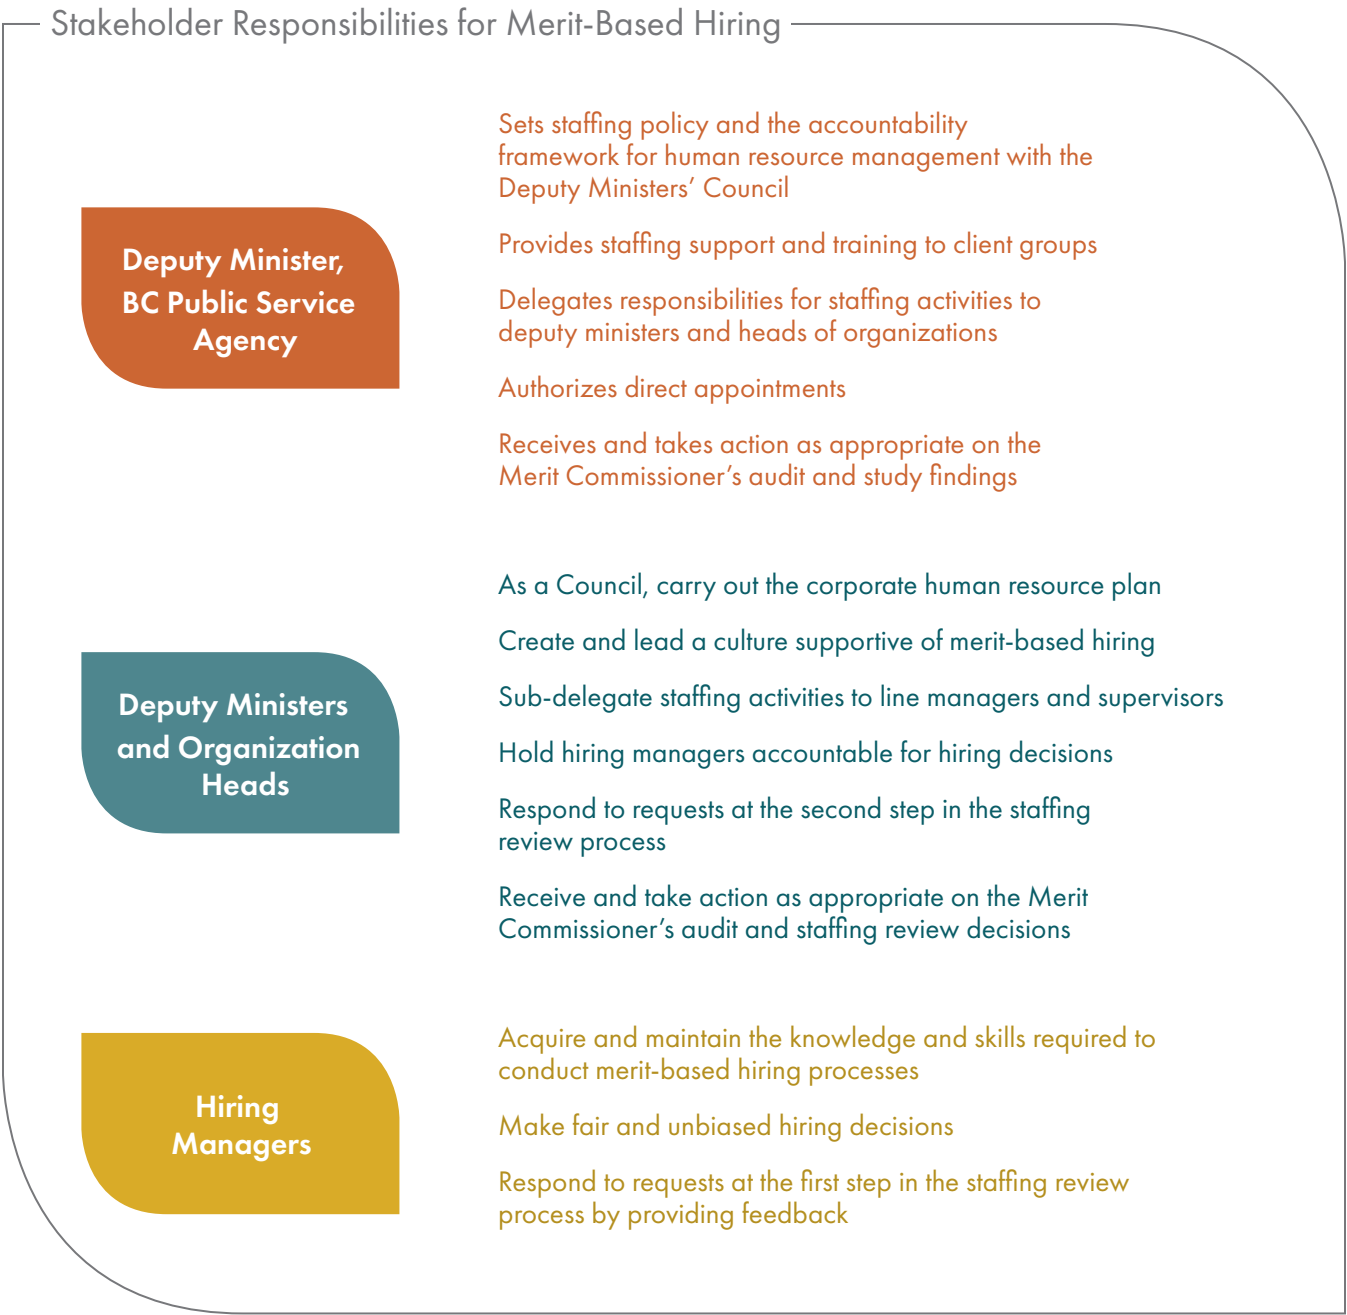 Stakeholder Responsibilities for Merit-Based Hiring
Deputy Minister,
BC Public Service
Agency
Sets staffing policy and the accountability
framework for human resource management with the
Deputy Ministers’ Council
Provides staffing support and training to client groups
Delegates responsibilities for staffing activities to
deputy ministers and heads of organizations
Authorizes direct appointments
Receives and takes action as appropriate on the
Merit Commissioner’s audit and study findings
Deputy Ministers
and Organization
Heads
As a Council, carry out the corporate human resource plan
Create and lead a culture supportive of merit-based hiring
Sub-delegate staffing activities to line managers and supervisors
Hold hiring managers accountable for hiring decisions
Respond to requests at the second step in the staffing
review process
Receive and take action as appropriate on the Merit
Commissioner’s audit and staffing review decisions
Hiring
Managers
Acquire and maintain the knowledge and skills required to
conduct merit-based hiring processes
Make fair and unbiased hiring decisions
Respond to requests at the first step in the staffing review
process by providing feedback